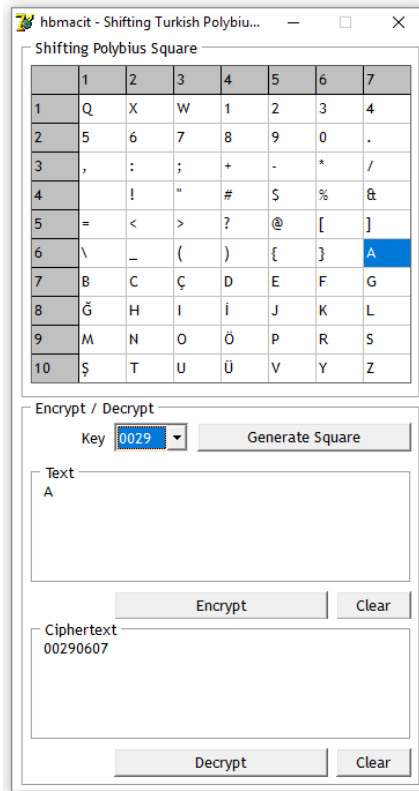 hbmacit - Shifting Turkish Polybiu...
Shifting Polybius Square
1 2 3 4 5 6 7
1 Q X W 1 2 3 4
2 5 6 7 8 9 0 .
3 , : ; + - * /
4 ! " # $ % &
5 = < > ? @ [ ]
6 \ _ ( ) { } A
7 B C Ç D E F G
8 Ğ H I İ J K L
9 M N O Ö P R S
10 Ş T U Ü V Y Z
Encrypt / Decrypt
Key 0029 Generate Square
Text
A
Encrypt Clear
Ciphertext
00290607
Decrypt Clear